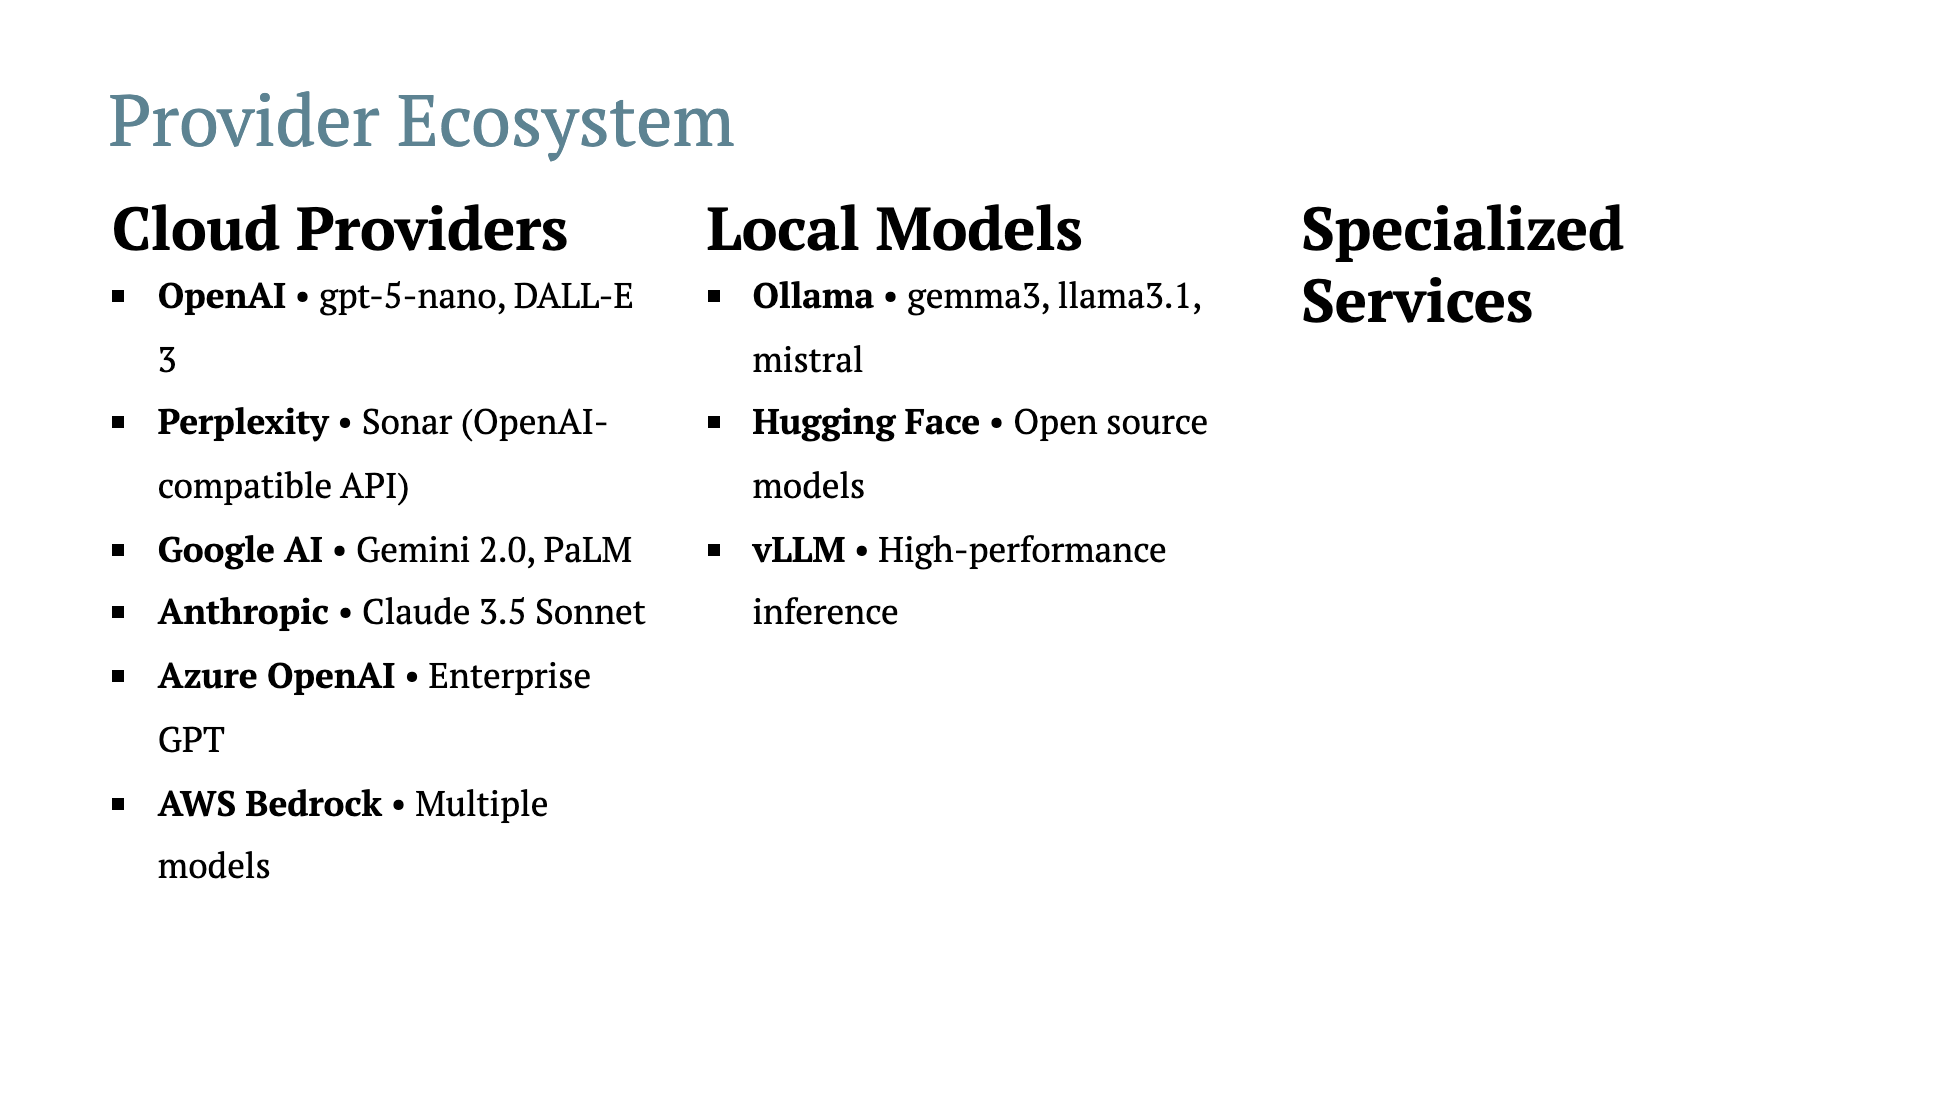 Provider Ecosystem
Cloud Providers
▪ OpenAI • gpt-5-nano, DALL-E
3
▪ Perplexity • Sonar (OpenAI-
compatible API)
▪ Google AI • Gemini 2.0, PaLM
▪ Anthropic • Claude 3.5 Sonnet
▪ Azure OpenAI • Enterprise
GPT
▪ AWS Bedrock • Multiple
models
Local Models
▪ Ollama • gemma3, llama3.1,
mistral
▪ Hugging Face • Open source
models
▪ vLLM • High-performance
inference
Specialized
Services